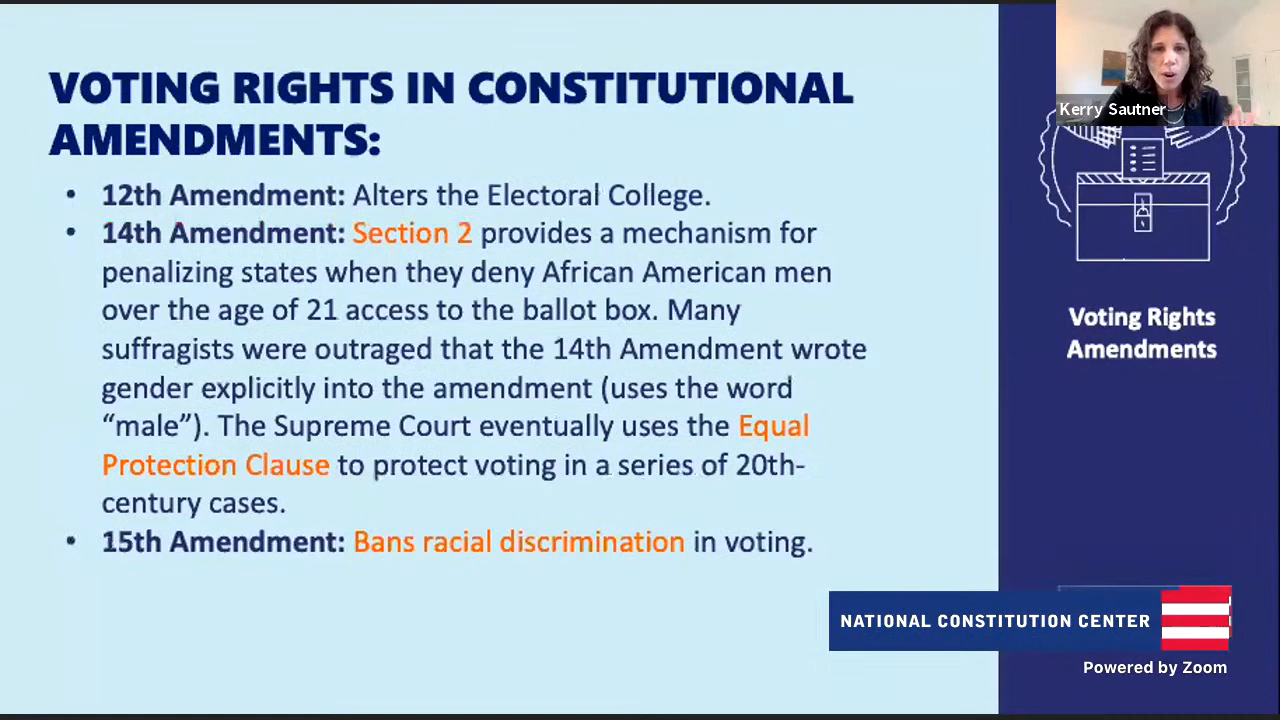 VOTING RIGHTS IN CONSTITUTIONAL
AMENDMENTS:
• 12th Amendment: Alters the Electoral College.
• 14th Amendment: Section 2 provides a mechanism for
penalizing states when they deny African American men
over the age of 21 access to the ballot box. Many
suffragists were outraged that the 14th Amendment wrote
gender explicitly into the amendment (uses the word
“male”). The Supreme Court eventually uses the Equal
Protection Clause to protect voting in a series of 20th-
century cases.
• 15th Amendment: Bans racial discrimination in voting.
Kerry Sautner
Voting Rights
Amendments
NATIONAL CONSTITUTION CENTER
Powered by Zoom